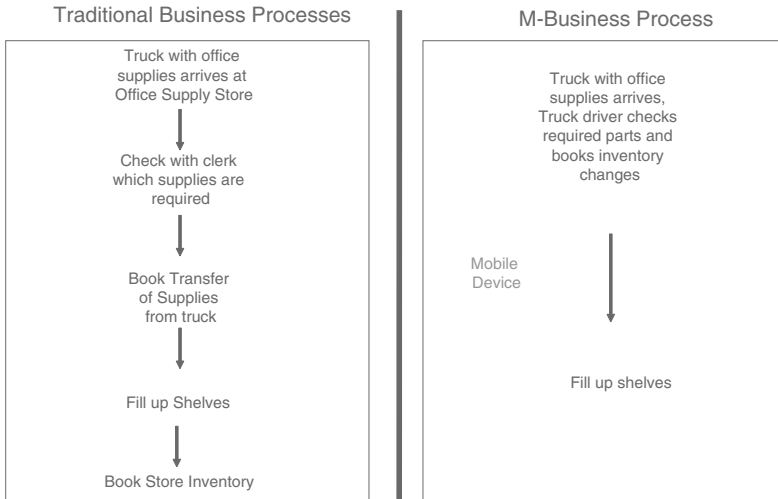 Traditional Business Processes
Truck with office
supplies arrives at
Office Supply Store
Check with clerk
which supplies are
required
Book Transfer
of Supplies
from truck
Fill up Shelves
Book Store Inventory
M-Business Process
Truck with office
supplies arrives,
Truck driver checks
required parts and
books inventory
changes
Mobile
Device
Fill up shelves